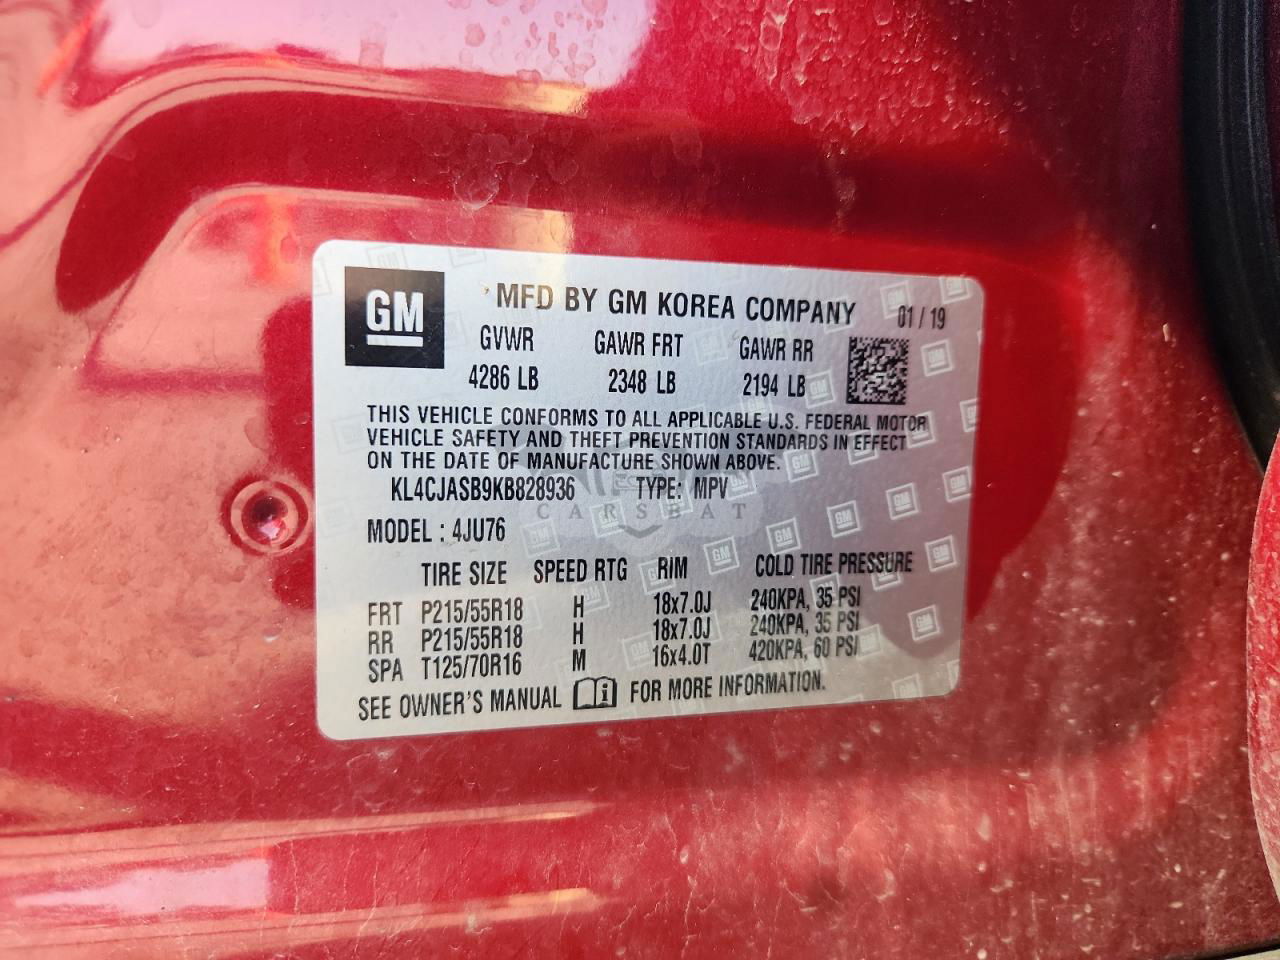 GM
MFD BY GM KOREA COMPANY 01 / 19
GVWR GAWR FRT GAWR RR
4286 LB 2348 LB 2194 LB
THIS VEHICLE CONFORMS TO ALL APPLICABLE U.S. FEDERAL MOTOR
VEHICLE SAFETY AND THEFT PREVENTION STANDARDS IN EFFECT
ON THE DATE OF MANUFACTURE SHOWN ABOVE.
KL4CJASB9KB828936 TYPE: MPV
CARSBAT
MODEL : 4JU76
TIRE SIZE SPEED RTG RIM COLD TIRE PRESSURE
FRT P215/55R18 H 18x7.0J 240KPA, 35 PSI
RR P215/55R18 H 18x7.0J 240KPA, 35 PSI
SPA T125/70R16 M 16x4.0T 420KPA, 60 PSI
SEE OWNER'S MANUAL i FOR MORE INFORMATION.